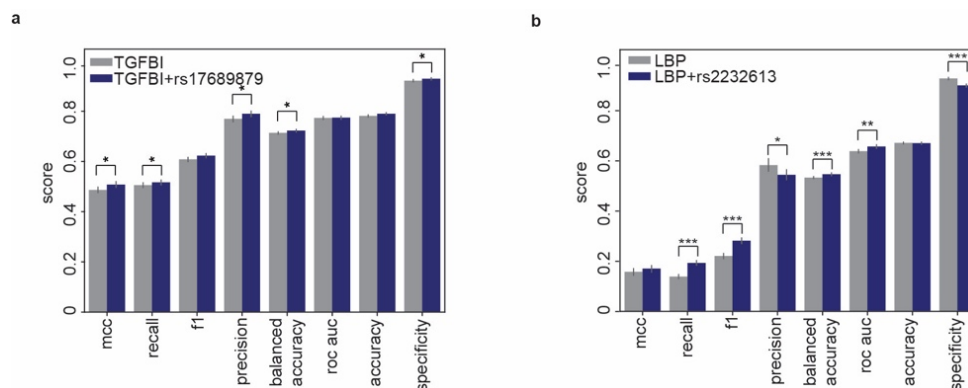 a
score
0
0.2
0.4
0.6
0.8
1.0
TGFBI
TGFBI+rs17689879
*
*
*
*
*
mcc
recall
f1
precision
balanced
accuracy
roc auc
accuracy
specificity
b
score
0
0.2
0.4
0.6
0.8
1.0
LBP
LBP+rs2232613
***
***
*
***
**
***
mcc
recall
f1
precision
balanced
accuracy
roc auc
accuracy
specificity